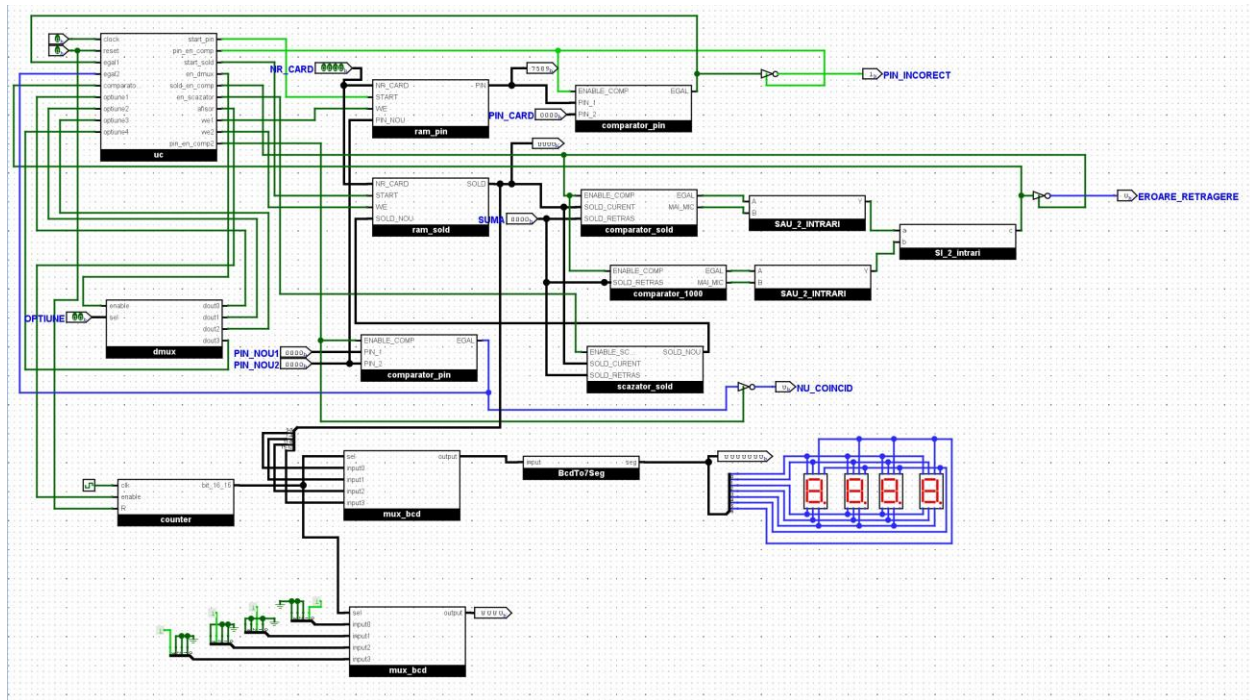 clock
reset
egal1
egal2
comparato
optiune1
optiune2
optiune3
optiune4
start_pin
pin_en_comp
start_sold
en_dmux
sold_en_comp
en_scazator
afisor
we1
we2
pin_en_comp2
uc
NR_CARD
NR_CARD
START
WE
PIN_NOU
PIN
ram_pin
PIN_CARD
ENABLE_COMP
PIN_1
PIN_2
EGAL
comparator_pin
PIN_INCORECT
NR_CARD
START
WE
SOLD_NOU
SOLD
ram_sold
SUMA
ENABLE_COMP
SOLD_CURENT
SOLD_RETRAS
EGAL
MAI_MIC
comparator_sold
A
B
Y
SAU_2_INTRARI
a
b
c
SI_2_intrari
EROARE_RETRAGERE
ENABLE_COMP
SOLD_RETRAS
EGAL
MAI_MIC
comparator_1000
A
B
Y
SAU_2_INTRARI
OPTIUNE
enable
sel
dout0
dout1
dout2
dout3
dmux
PIN_NOU1
PIN_NOU2
ENABLE_COMP
PIN_1
PIN_2
EGAL
comparator_pin
ENABLE_SC...
SOLD_CURENT
SOLD_RETRAS
SOLD_NOU
scazator_sold
NU_COINCID
clk
enable
R
bit_16_15
counter
sel
input0
input1
input2
input3
output
mux_bcd
input
seg
BcdTo7Seg
sel
input0
input1
input2
input3
output
mux_bcd